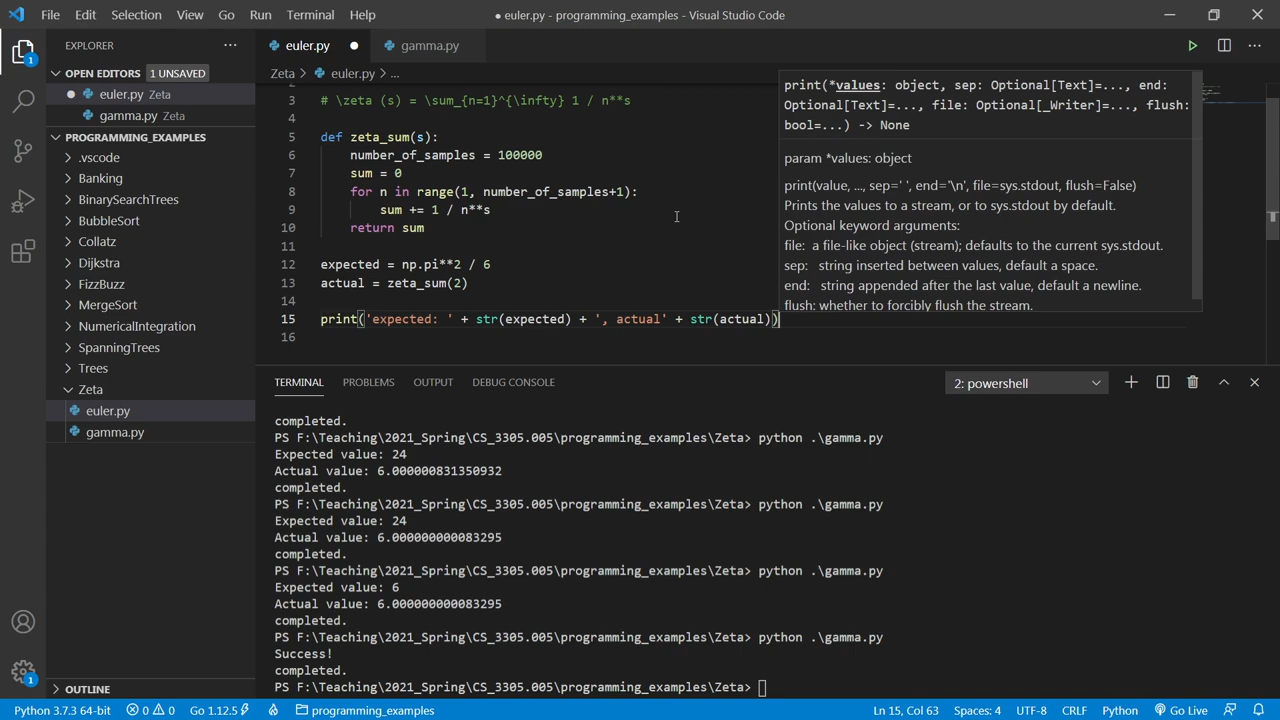 File Edit Selection View Go Run Terminal Help
● euler.py - programming_examples - Visual Studio Code
EXPLORER
OPEN EDITORS 1 UNSAVED
euler.py Zeta
gamma.py Zeta
PROGRAMMING_EXAMPLES
.vscode
Banking
BinarySearchTrees
BubbleSort
Collatz
Dijkstra
FizzBuzz
MergeSort
NumericalIntegration
SpanningTrees
Trees
Zeta
euler.py
gamma.py
OUTLINE
1
1
euler.py gamma.py
Zeta > euler.py > ...
2
3 # \zeta (s) = \sum_{n=1}^{\infty} 1 / n**s
4
5 def zeta_sum(s):
6 number_of_samples = 100000
7 sum = 0
8 for n in range(1, number_of_samples+1):
9 sum += 1 / n**s
10 return sum
11
12 expected = np.pi**2 / 6
13 actual = zeta_sum(2)
14
15 print('expected: ' + str(expected) + ', actual' + str(actual))
16
print(*values: object, sep: Optional[Text]=..., end:
Optional[Text]=..., file: Optional[_Writer]=..., flush:
bool=...) -> None
param *values: object
print(value, ..., sep=' ', end='\n', file=sys.stdout, flush=False)
Prints the values to a stream, or to sys.stdout by default.
Optional keyword arguments:
file: a file-like object (stream); defaults to the current sys.stdout.
sep: string inserted between values, default a space.
end: string appended after the last value, default a newline.
flush: whether to forcibly flush the stream.
TERMINAL PROBLEMS OUTPUT DEBUG CONSOLE
2: powershell
completed.
PS F:\Teaching\2021_Spring\CS_3305.005\programming_examples\Zeta> python .\gamma.py
Expected value: 24
Actual value: 6.000000831350932
completed.
PS F:\Teaching\2021_Spring\CS_3305.005\programming_examples\Zeta> python .\gamma.py
Expected value: 24
Actual value: 6.000000000083295
completed.
PS F:\Teaching\2021_Spring\CS_3305.005\programming_examples\Zeta> python .\gamma.py
Expected value: 6
Actual value: 6.000000000083295
completed.
PS F:\Teaching\2021_Spring\CS_3305.005\programming_examples\Zeta> python .\gamma.py
Success!
completed.
PS F:\Teaching\2021_Spring\CS_3305.005\programming_examples\Zeta>
Python 3.7.3 64-bit 0 0 Go 1.12.5 programming_examples
Ln 15, Col 63 Spaces: 4 UTF-8 CRLF Python Go Live